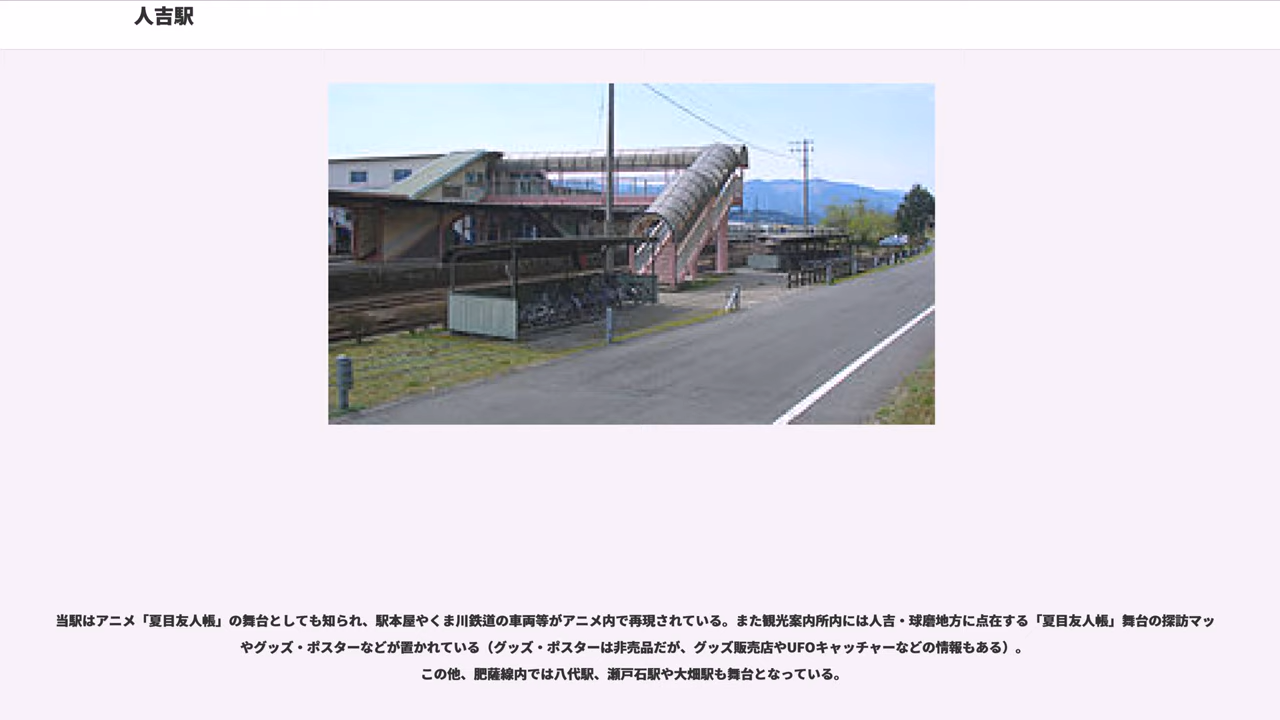 人吉駅
当駅はアニメ「夏目友人帳」の舞台としても知られ、駅本屋やくま川鉄道の車両等がアニメ内で再現されている。また観光案内所内には人吉・球磨地方に点在する「夏目友人帳」舞台の探訪マッ
やグッズ・ポスターなどが置かれている（グッズ・ポスターは非売品だが、グッズ販売店やUFOキャッチャーなどの情報もある）。
この他、肥薩線内では八代駅、瀬戸石駅や大畑駅も舞台となっている。